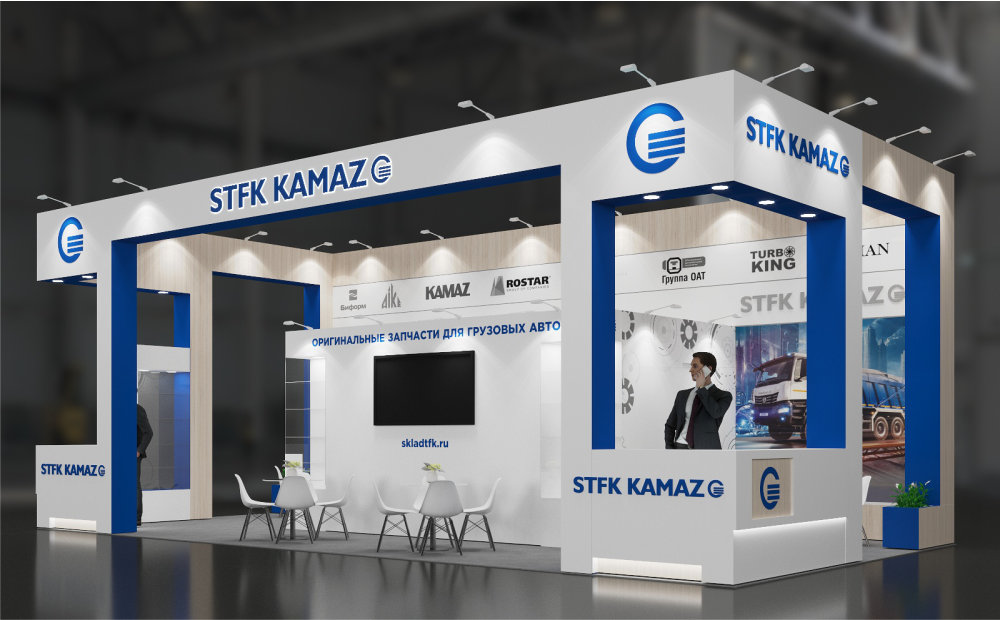 STFK KAMAZ
STFK KAMAZ
Биформ
KAMAZ
ROSTAR
Группа ОАТ
TURBO
KING
STFK KAMAZ
ОРИГИНАЛЬНЫЕ ЗАПЧАСТИ ДЛЯ ГРУЗОВЫХ АВТО
skladtfk.ru
STFK KAMAZ
STFK KAMAZ